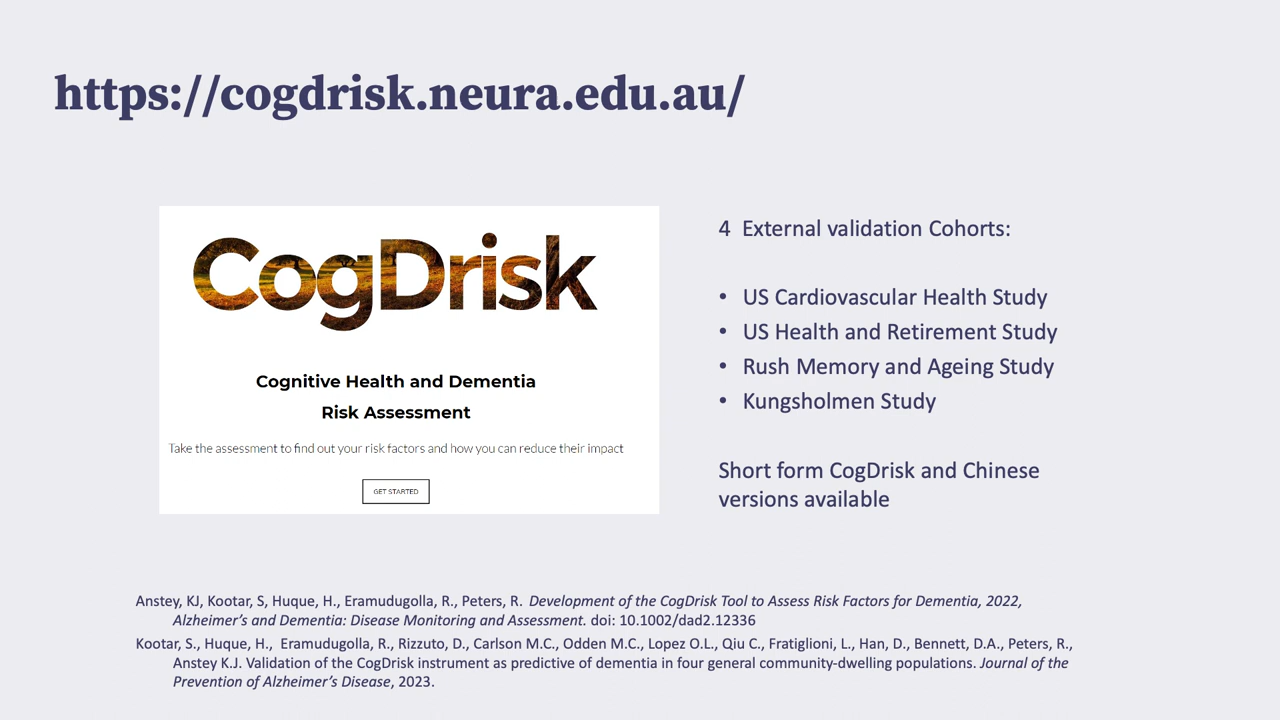 https://cogdrisk.neura.edu.au/
CogDrisk
Cognitive Health and Dementia
Risk Assessment
Take the assessment to find out your risk factors and how you can reduce their impact
GET STARTED
4 External validation Cohorts:
• US Cardiovascular Health Study
• US Health and Retirement Study
• Rush Memory and Ageing Study
• Kungsholmen Study
Short form CogDrisk and Chinese
versions available
Anstey, KJ, Kootar, S, Huque, H., Eramudugolla, R., Peters, R. Development of the CogDrisk Tool to Assess Risk Factors for Dementia, 2022,
Alzheimer's and Dementia: Disease Monitoring and Assessment. doi: 10.1002/dad2.12336
Kootar, S., Huque, H., Eramudugolla, R., Rizzuto, D., Carlson M.C., Odden M.C., Lopez O.L., Qiu C., Fratiglioni, L., Han, D., Bennett, D.A., Peters, R.,
Anstey K.J. Validation of the CogDrisk instrument as predictive of dementia in four general community-dwelling populations. Journal of the
Prevention of Alzheimer's Disease, 2023.